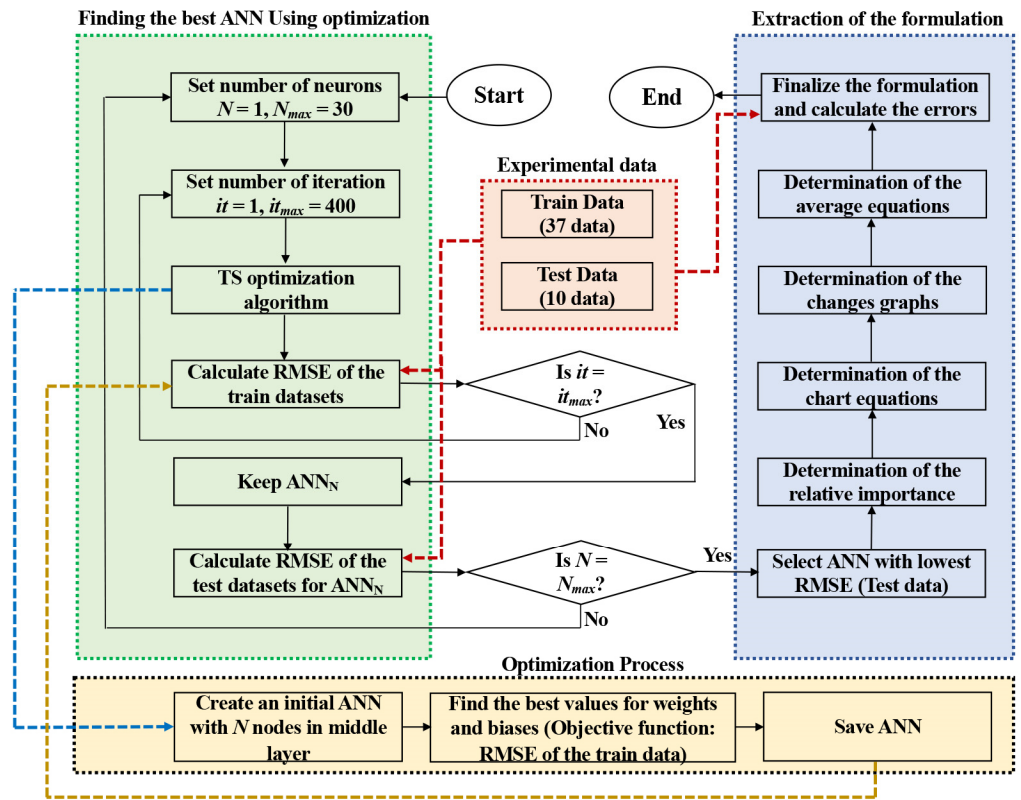 Finding the best ANN Using optimization
Set number of neurons
N = 1, Nmax = 30
Set number of iteration
it = 1, itmax = 400
TS optimization
algorithm
Calculate RMSE of the
train datasets
Keep ANNN
Calculate RMSE of the
test datasets for ANNN
Start
End
Experimental data
Train Data
(37 data)
Test Data
(10 data)
Is it =
itmax?
No
Yes
Is N =
Nmax?
No
Yes
Extraction of the formulation
Finalize the formulation
and calculate the errors
Determination of the
average equations
Determination of the
changes graphs
Determination of the
chart equations
Determination of the
relative importance
Select ANN with lowest
RMSE (Test data)
Optimization Process
Create an initial ANN
with N nodes in middle
layer
Find the best values for weights
and biases (Objective function:
RMSE of the train data)
Save ANN